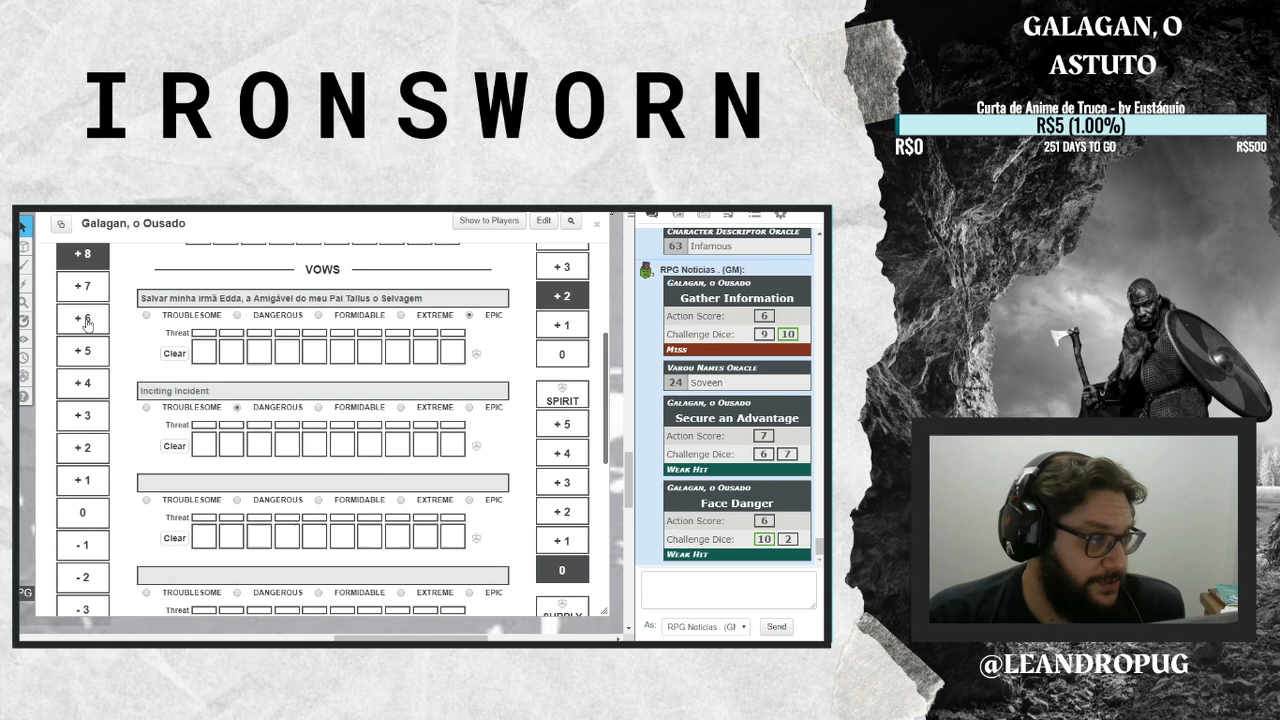 IRONSWORN
GALAGAN, O
ASTUTO
Curta de Anime de Truco - by Eustáquio
R$5 (1.00%)
R$0
251 DAYS TO GO
R$500
Galagan, o Ousado
Show to Players
Edit
+ 8
+ 7
+ 6
+ 5
+ 4
+ 3
+ 2
+ 1
0
- 1
- 2
- 3
VOWS
Salvar minha irmã Edda, a Amigável do meu Pai Tallus o Selvagem
TROUBLESOME DANGEROUS FORMIDABLE EXTREME EPIC
Threat
Clear
Inciting Incident
TROUBLESOME DANGEROUS FORMIDABLE EXTREME EPIC
Threat
Clear
TROUBLESOME DANGEROUS FORMIDABLE EXTREME EPIC
Threat
Clear
TROUBLESOME DANGEROUS FORMIDABLE EXTREME EPIC
Threat
+ 3
+ 2
+ 1
0
SPIRIT
+ 5
+ 4
+ 3
+ 2
+ 1
0
SUPPLY
CHARACTER DESCRIPTOR ORACLE
63 Infamous
RPG Noticias . (GM):
GALAGAN, O OUSADO
Gather Information
Action Score: 6
Challenge Dice: 9 10
MISS
VAROU NAMES ORACLE
24 Soveen
GALAGAN, O OUSADO
Secure an Advantage
Action Score: 7
Challenge Dice: 6 7
WEAK HIT
GALAGAN, O OUSADO
Face Danger
Action Score: 6
Challenge Dice: 10 2
WEAK HIT
As: RPG Noticias . (GM
Send
PG
@LEANDROPUG